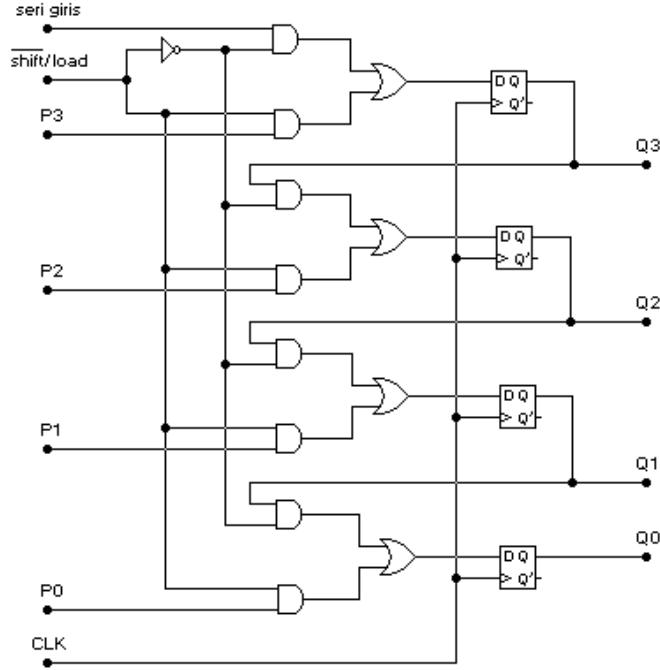 seri giris
shift/load
P3
D Q
Q'
Q3
P2
D Q
Q'
Q2
P1
D Q
Q'
Q1
D Q
Q'
Q0
P0
CLK